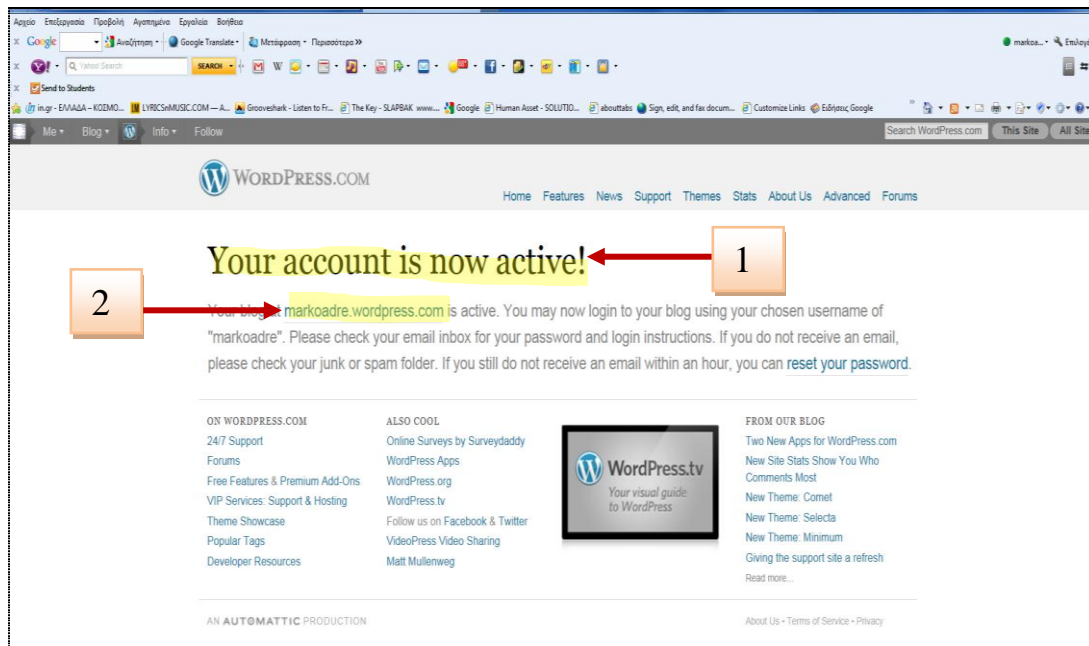 Αρχείο Επεξεργασία Προβολή Αγαπημένα Εργαλεία Βοήθεια
x Google Αναζήτηση Google Translate Μετάφραση Περισσότερα >> markoa...
x Y! Yahoo Search SEARCH W
x Send to Students
in.gr - ΕΛΛΑΔΑ – ΚΟΣΜΟ... LYRICSnMUSIC.COM — A... Grooveshark - Listen to Fr... The Key - SLAPBAK www.... Google Human Asset - SOLUTIO... abouttabs Sign, edit, and fax docum... Customize Links Ειδήσεις Google
Me Blog Info Follow Search WordPress.com This Site All Site
WORDPRESS.COM
Home Features News Support Themes Stats About Us Advanced Forums
Your account is now active!
1
2
Your blog at markoadre.wordpress.com is active. You may now login to your blog using your chosen username of
"markoadre". Please check your email inbox for your password and login instructions. If you do not receive an email,
please check your junk or spam folder. If you still do not receive an email within an hour, you can reset your password.
ON WORDPRESS.COM
24/7 Support
Forums
Free Features & Premium Add-Ons
VIP Services: Support & Hosting
Theme Showcase
Popular Tags
Developer Resources
ALSO COOL
Online Surveys by Surveydaddy
WordPress Apps
WordPress.org
WordPress.tv
Follow us on Facebook & Twitter
VideoPress Video Sharing
Matt Mullenweg
WordPress.tv
Your visual guide
to WordPress
FROM OUR BLOG
Two New Apps for WordPress.com
New Site Stats Show You Who
Comments Most
New Theme: Comet
New Theme: Selecta
New Theme: Minimum
Giving the support site a refresh
Read more...
AN AUTOMATTIC PRODUCTION
About Us • Terms of Service • Privacy